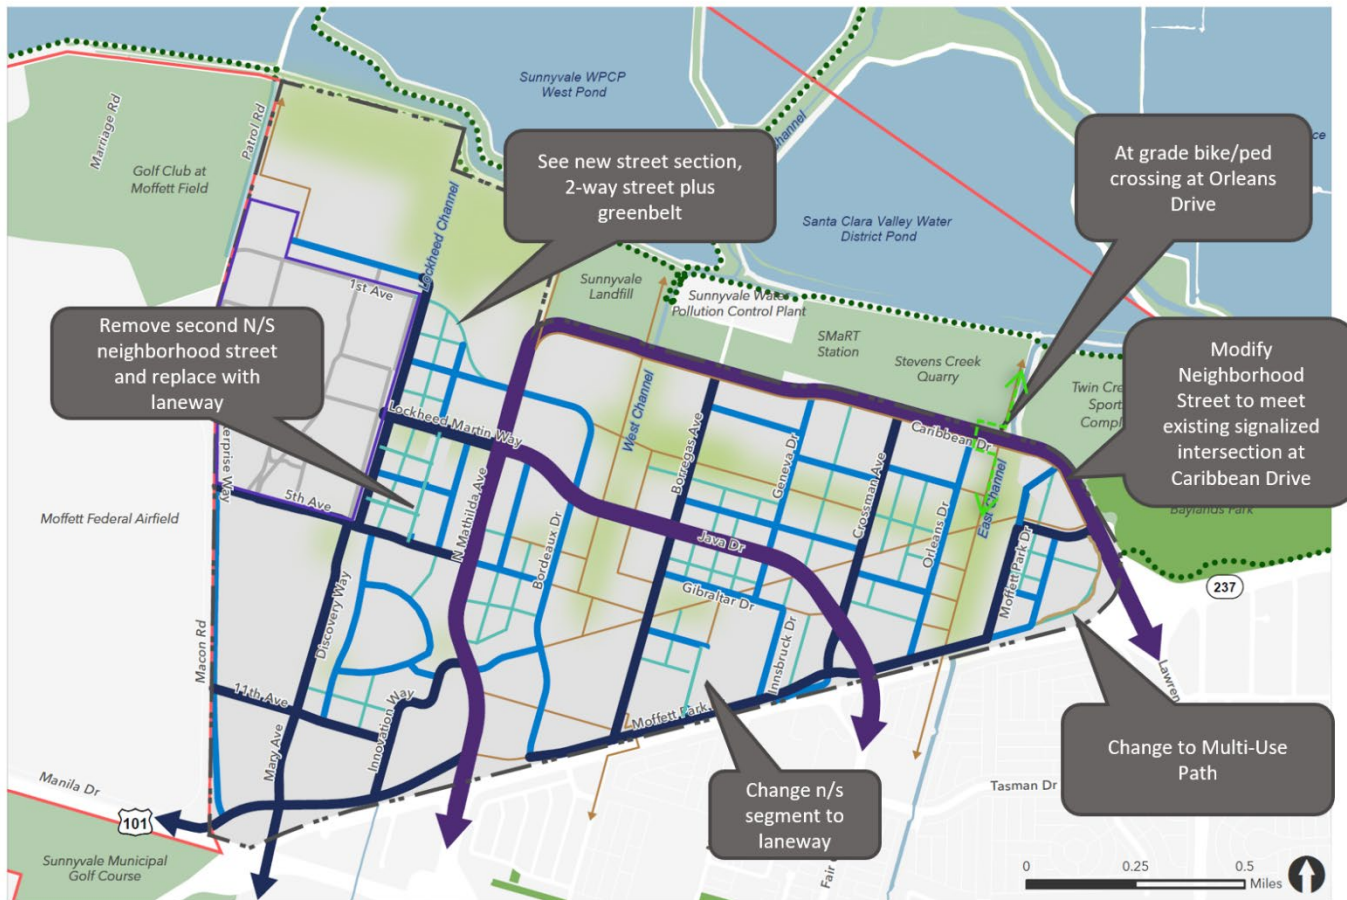 Sunnyvale WPCP
West Pond
Marriage Rd
Patrol Rd
Golf Club at
Moffett Field
See new street section,
2-way street plus
greenbelt
Channel
At grade bike/ped
crossing at Orleans
Drive
Santa Clara Valley Water
District Pond
Lockheed Channel
Sunnyvale
Landfill
Sunnyvale Water
Pollution Control Plant
1st Ave
SMaRT
Station
Stevens Creek
Quarry
Remove second N/S
neighborhood street
and replace with
laneway
Modify
Neighborhood
Street to meet
existing signalized
intersection at
Caribbean Drive
West Channel
Lockheed Martin Way
Borregas Ave
Geneva Dr
Caribbean Dr
Crossman Ave
East Channel
Orleans Dr
5th Ave
Moffett Federal Airfield
N Mathilda Ave
Bordeaux Dr
Java Dr
Moffett Park Dr
Baylands Park
237
Gibraltar Dr
Discovery Way
Macon Rd
Innsbruck Dr
11th Ave
Innovation Way
Mary Ave
Moffett Park
Change to Multi-Use
Path
Manila Dr
101
Change n/s
segment to
laneway
Tasman Dr
Sunnyvale Municipal
Golf Course
0 0.25 0.5
Miles